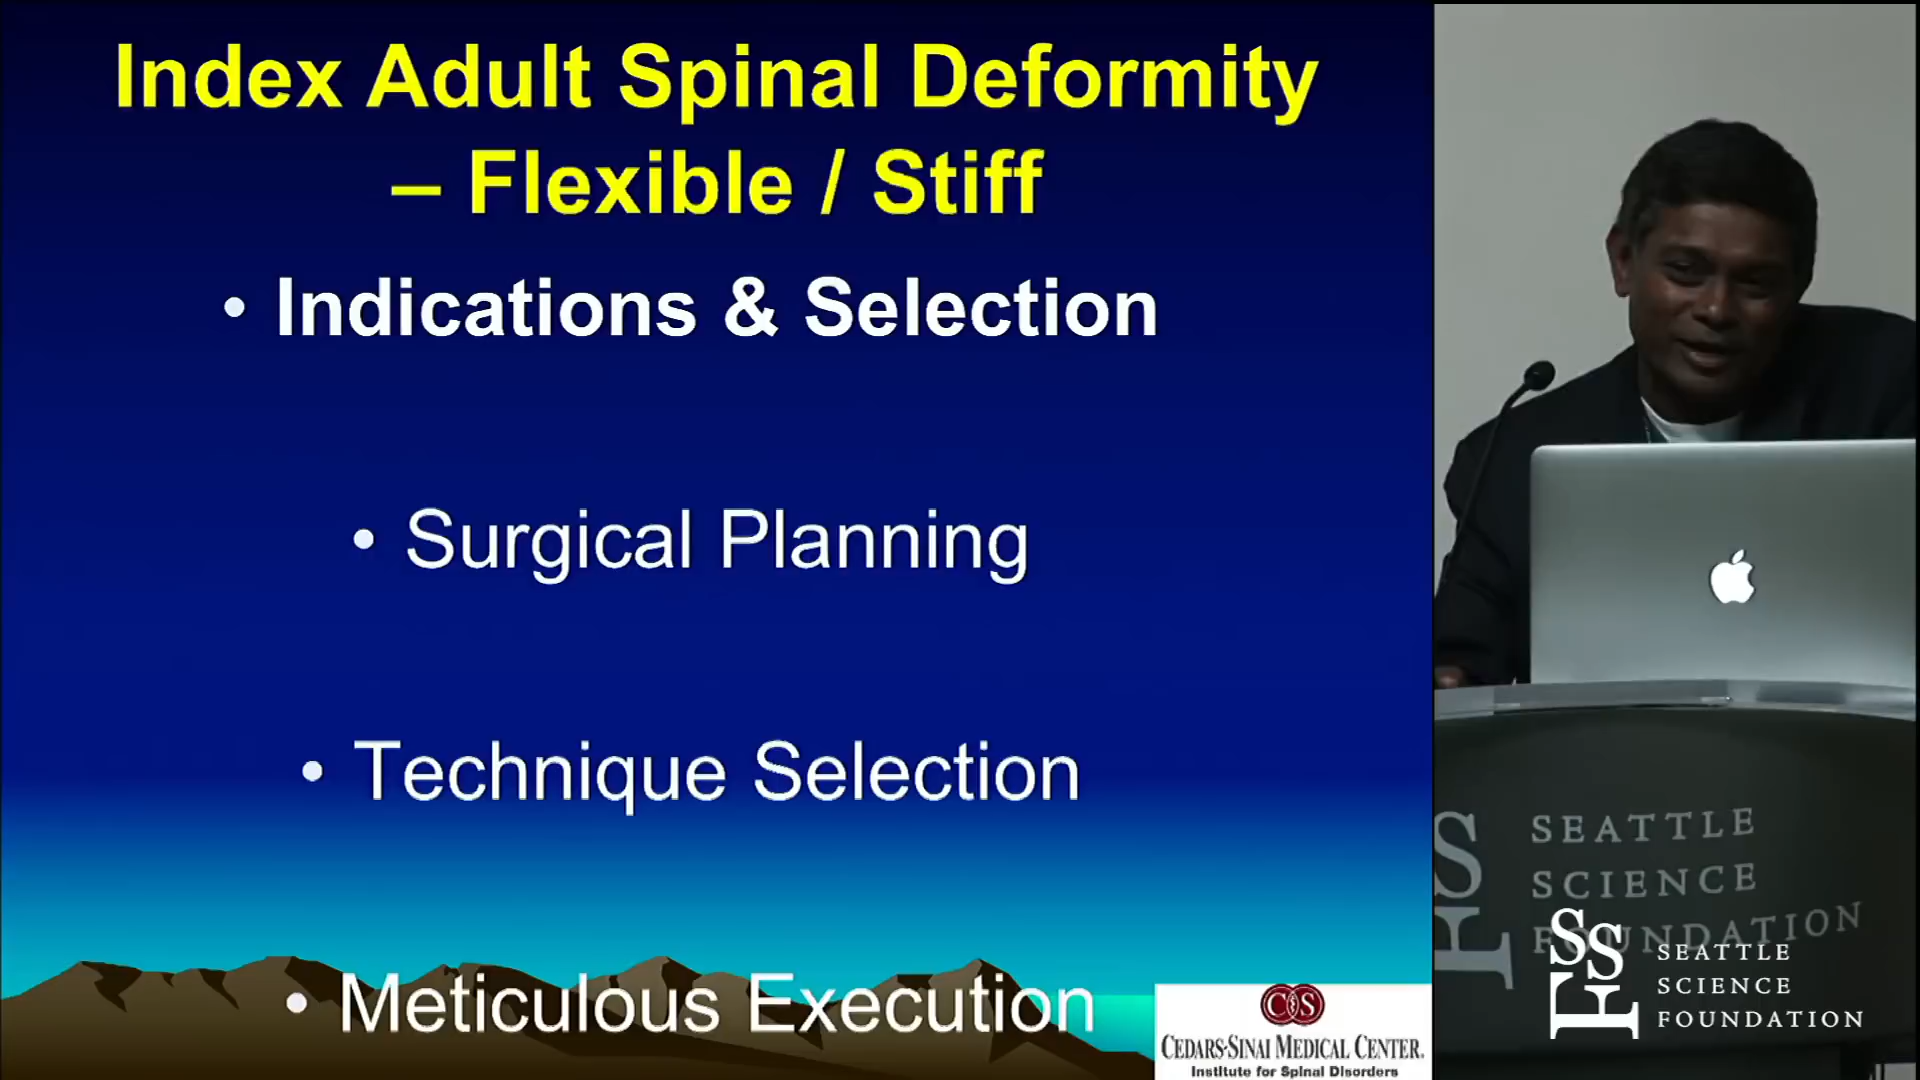 Index Adult Spinal Deformity
– Flexible / Stiff
• Indications & Selection
• Surgical Planning
• Technique Selection
• Meticulous Execution
CS
CEDARS-SINAI MEDICAL CENTER.
Institute for Spinal Disorders
SEATTLE
SCIENCE
FOUNDATION
SSF
SEATTLE
SCIENCE
FOUNDATION